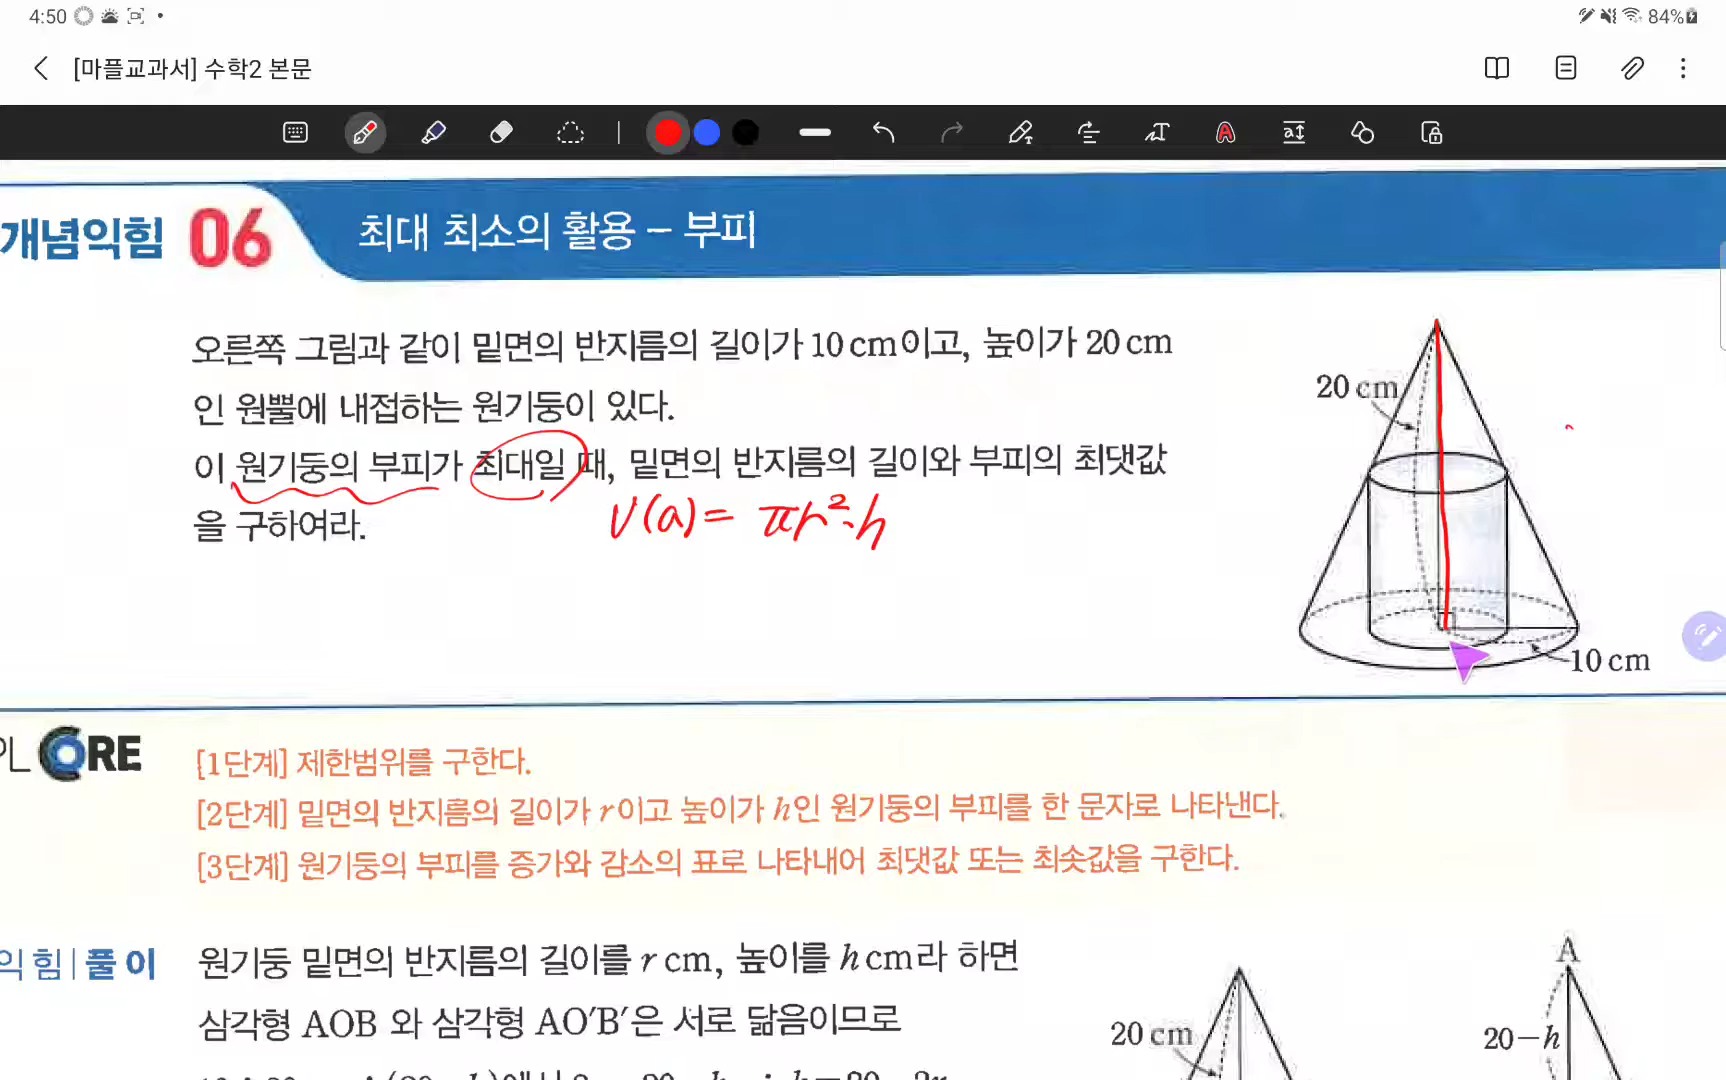 4:50
84%
[마플교과서] 수학2 본문
개념익힘 06 최대 최소의 활용 – 부피
오른쪽 그림과 같이 밑면의 반지름의 길이가 10 cm이고, 높이가 20 cm
인 원뿔에 내접하는 원기둥이 있다.
이 원기둥의 부피가 최대일 때, 밑면의 반지름의 길이와 부피의 최댓값
을 구하여라.
V(a) = πr²·h
20 cm
10 cm
CORE
[1단계] 제한범위를 구한다.
[2단계] 밑면의 반지름의 길이가 r이고 높이가 h인 원기둥의 부피를 한 문자로 나타낸다.
[3단계] 원기둥의 부피를 증가와 감소의 표로 나타내어 최댓값 또는 최솟값을 구한다.
익힘 | 풀이
원기둥 밑면의 반지름의 길이를 r cm, 높이를 h cm라 하면
삼각형 AOB 와 삼각형 AO′B′은 서로 닮음이므로
20 cm
A
20−h